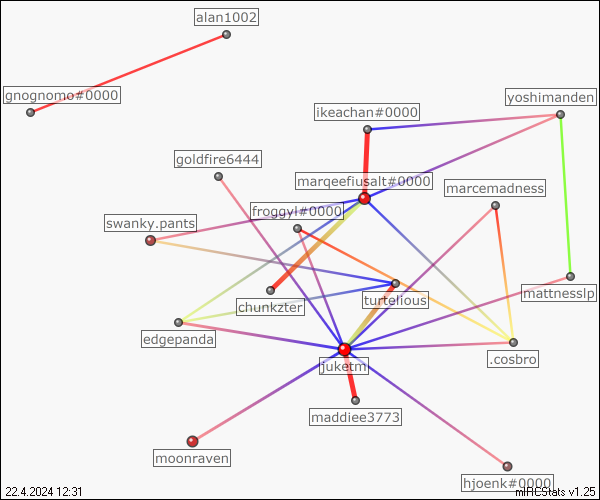 alan1002
gnognomo#0000
yoshimanden
ikeachan#0000
goldfire6444
marqeefiusalt#0000
marcemadness
froggyl#0000
swanky.pants
mattnesslp
turtelious
chunkzter
edgepanda
.cosbro
juketm
maddiee3773
moonraven
hjoenk#0000
22.4.2024 12:31
mIRCStats v1.25